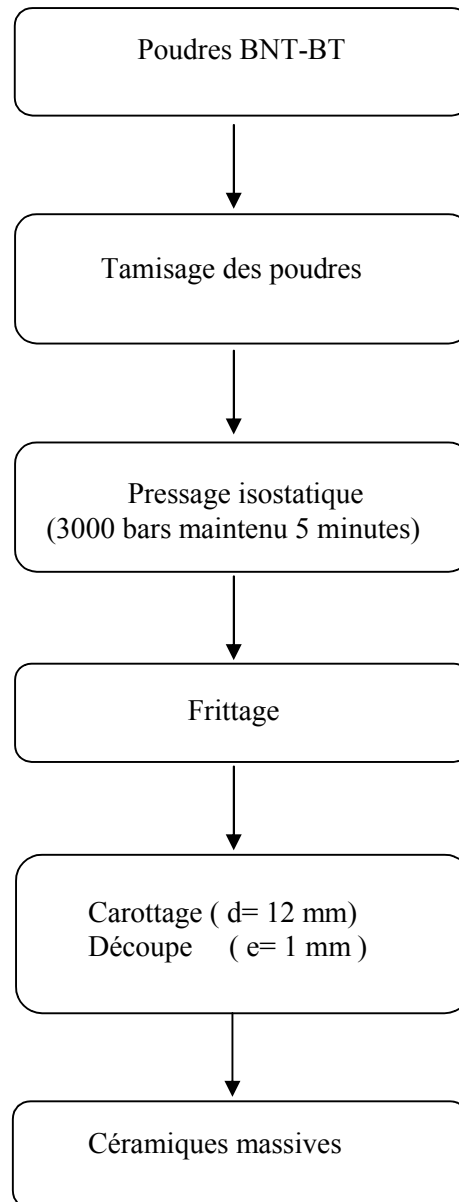 Poudres BNT-BT
Tamisage des poudres
Pressage isostatique
(3000 bars maintenu 5 minutes)
Frittage
Carottage ( d= 12 mm)
Découpe ( e= 1 mm )
Céramiques massives